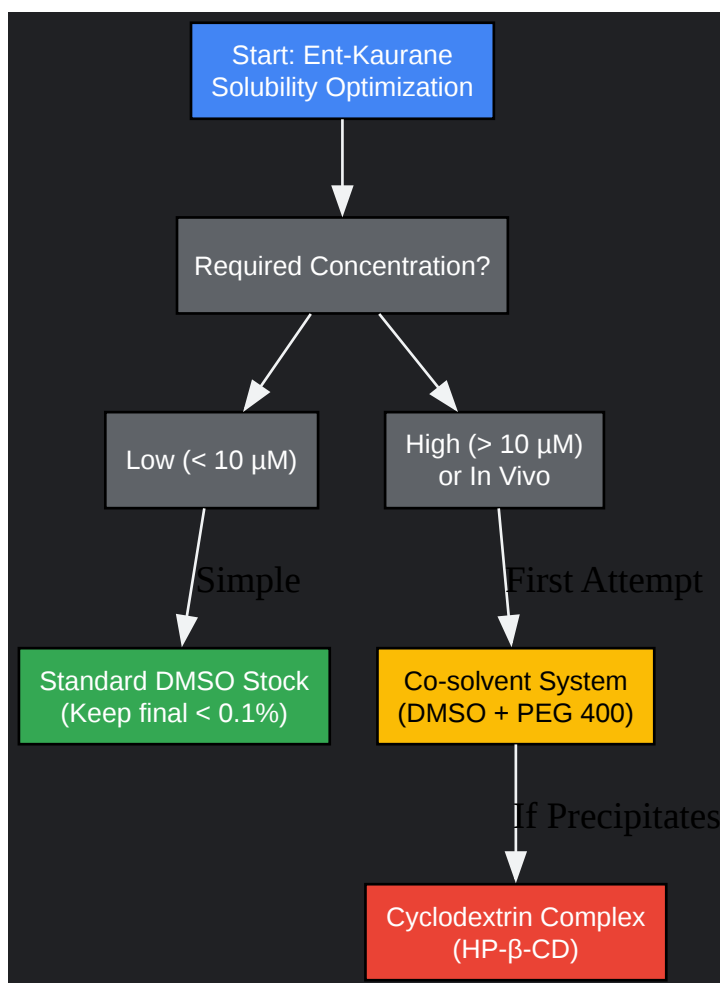 Start: Ent-Kaurane
Solubility Optimization
Required Concentration?
Low (< 10 µM)
High (> 10 µM)
or In Vivo
Simple
First Attempt
Standard DMSO Stock
(Keep final < 0.1%)
Co-solvent System
(DMSO + PEG 400)
If Precipitates
Cyclodextrin Complex
(HP-β-CD)